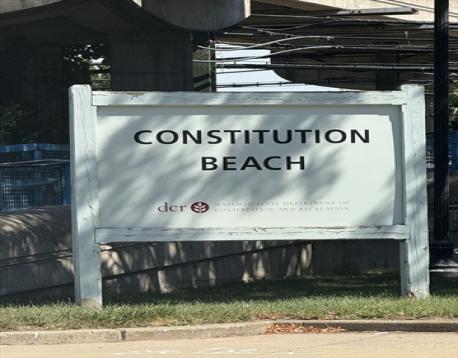 CONSTITUTION
BEACH
dcr
MASSACHUSETTS DEPARTMENT OF
CONSERVATION AND RECREATION